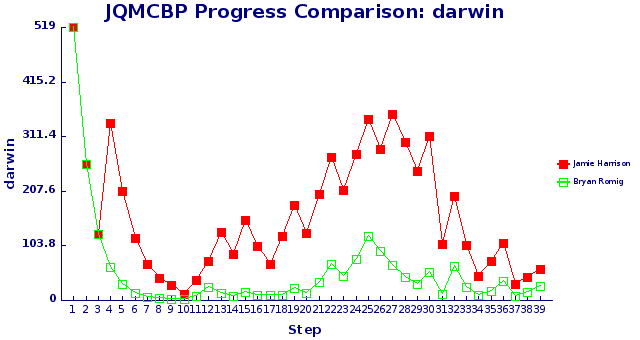 JQMCBP Progress Comparison: darwin
519
415.2
311.4
207.6
103.8
0
darwin
1 2 3 4 5 6 7 8 9 10 11 12 13 14 15 16 17 18 19 20 21 22 23 24 25 26 27 28 29 30 31 32 33 34 35 36 37 38 39
Step
Jamie Harrison
Bryan Romig